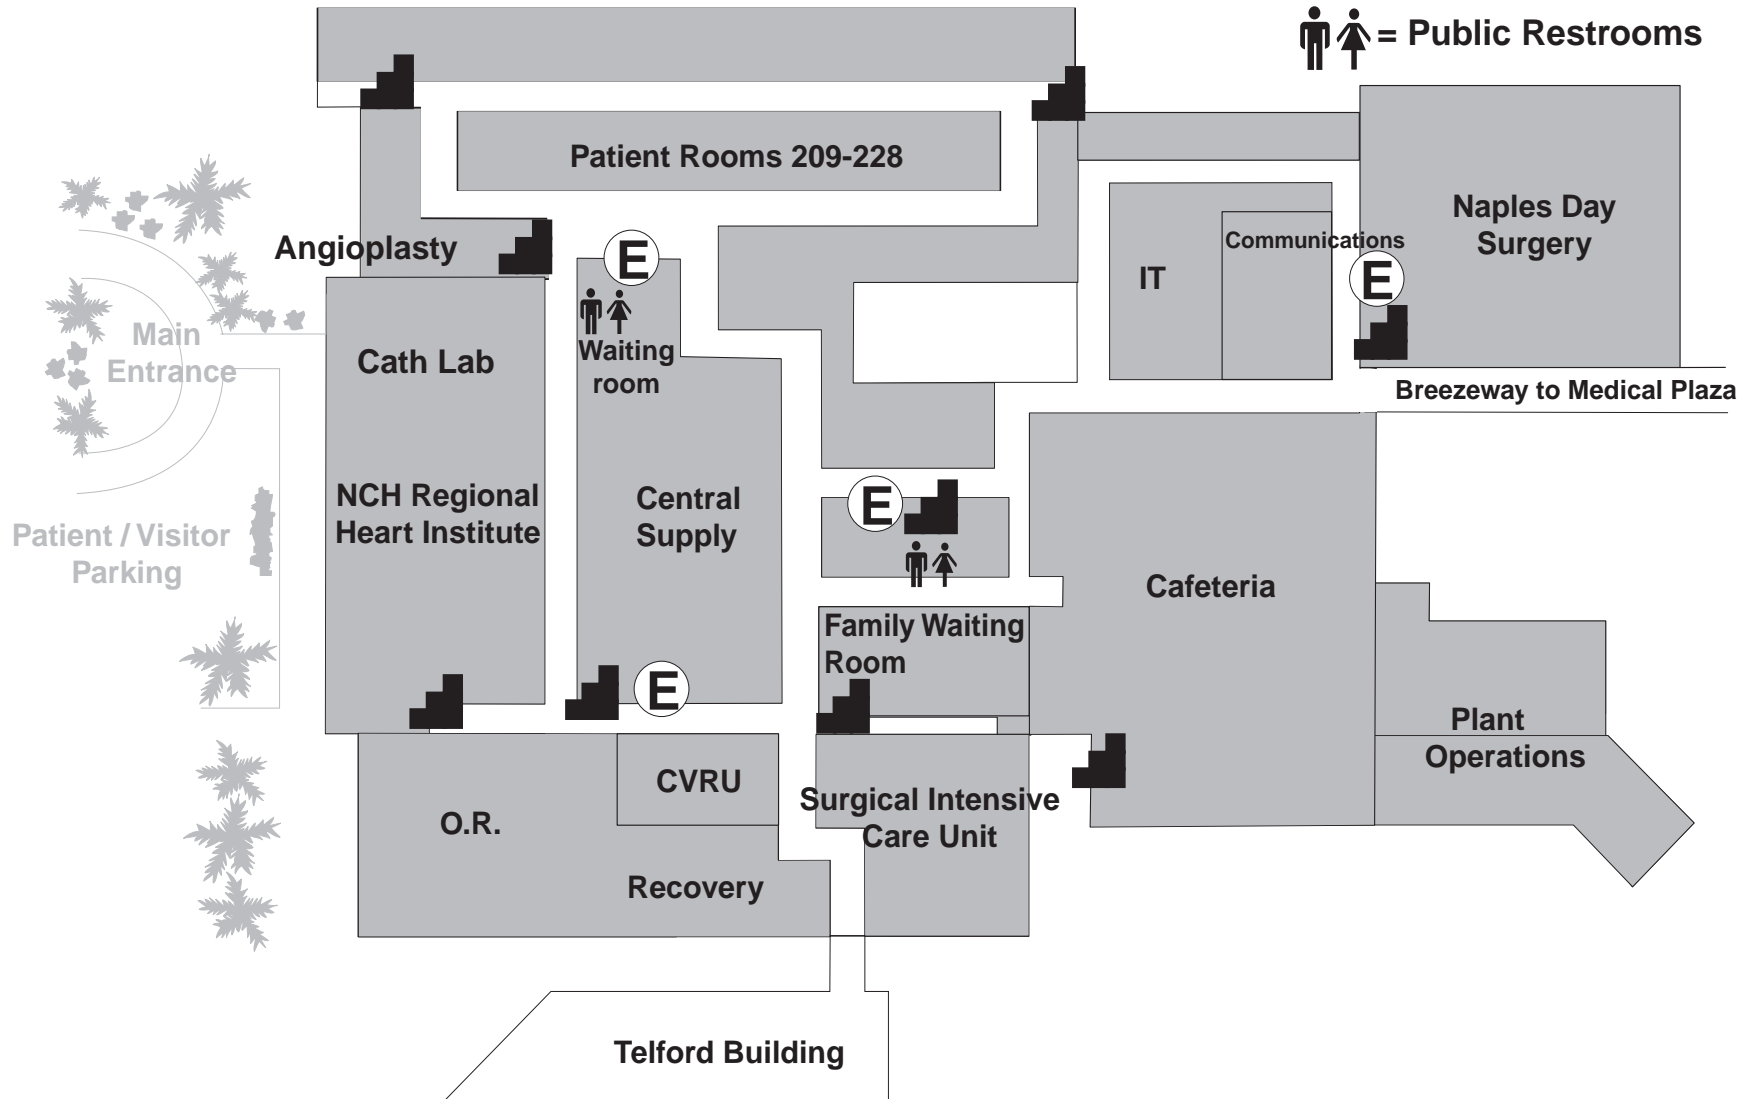 = Public Restrooms
Patient Rooms 209-228
Naples Day
Surgery
Communications
Angioplasty
E
E
IT
Main
Entrance
Waiting
room
Cath Lab
Breezeway to Medical Plaza
NCH Regional
Heart Institute
Central
Supply
E
Patient / Visitor
Parking
Cafeteria
Family Waiting
Room
E
Plant
Operations
CVRU
Surgical Intensive
Care Unit
O.R.
Recovery
Telford Building